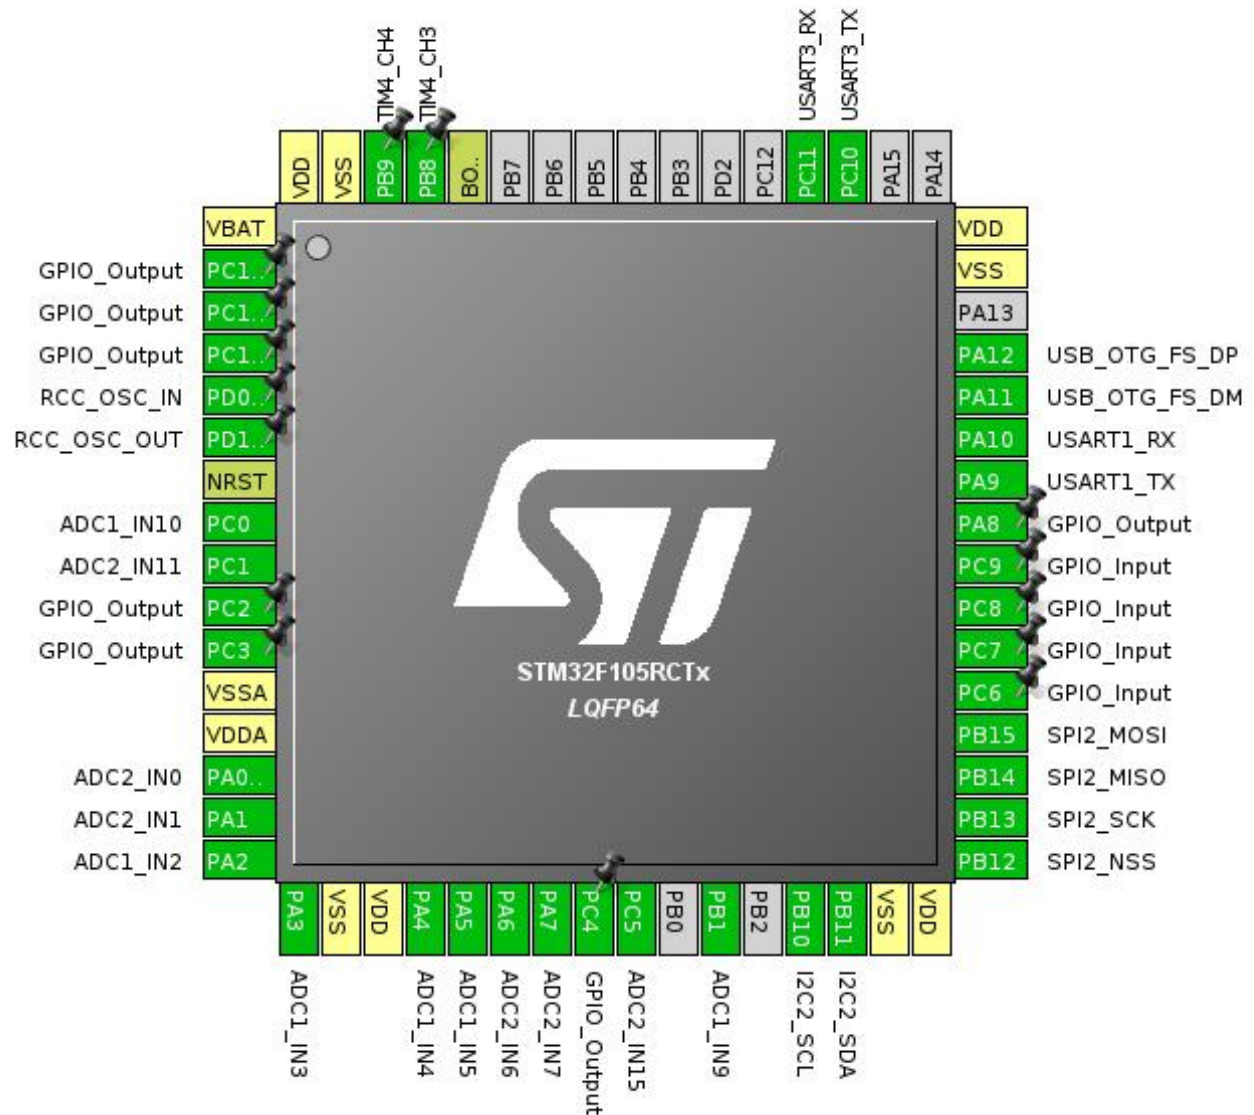 TIM4_CH4
TIM4_CH3
USART3_RX
USART3_TX
VDD
VSS
PB9
PB8
BO..
PB7
PB6
PB5
PB4
PB3
PD2
PC12
PC11
PC10
PA15
PA14
VBAT
GPIO_Output PC1..
GPIO_Output PC1..
GPIO_Output PC1..
RCC_OSC_IN PD0..
RCC_OSC_OUT PD1..
NRST
ADC1_IN10 PC0
ADC2_IN11 PC1
GPIO_Output PC2
GPIO_Output PC3
VSSA
VDDA
ADC2_IN0 PA0..
ADC2_IN1 PA1
ADC1_IN2 PA2
ST
STM32F105RCTx
LQFP64
VDD
VSS
PA13
PA12 USB_OTG_FS_DP
PA11 USB_OTG_FS_DM
PA10 USART1_RX
PA9 USART1_TX
PA8 GPIO_Output
PC9 GPIO_Input
PC8 GPIO_Input
PC7 GPIO_Input
PC6 GPIO_Input
PB15 SPI2_MOSI
PB14 SPI2_MISO
PB13 SPI2_SCK
PB12 SPI2_NSS
PA3
VSS
VDD
PA4
PA5
PA6
PA7
PC4
PC5
PB0
PB1
PB2
PB10
PB11
VSS
VDD
ADC1_IN3
ADC1_IN4
ADC1_IN5
ADC2_IN6
ADC2_IN7
GPIO_Output
ADC2_IN15
ADC1_IN9
I2C2_SCL
I2C2_SDA